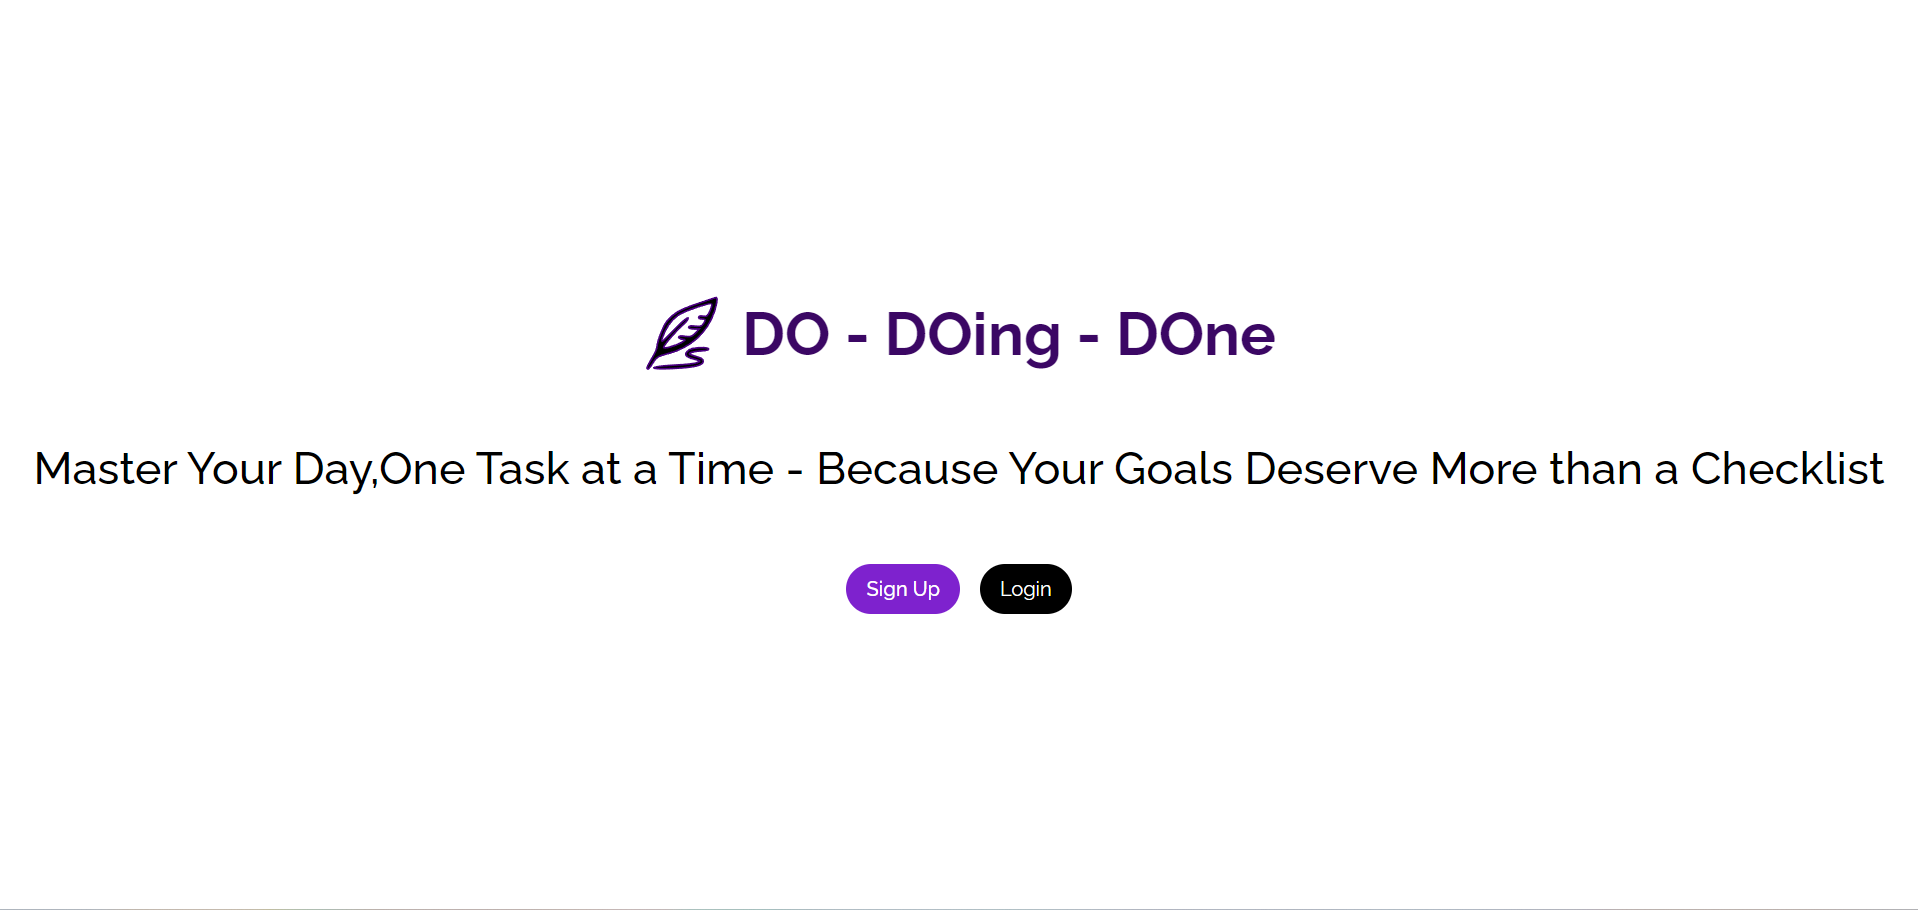 DO - DOing - DOne
Master Your Day,One Task at a Time - Because Your Goals Deserve More than a Checklist
Sign Up
Login